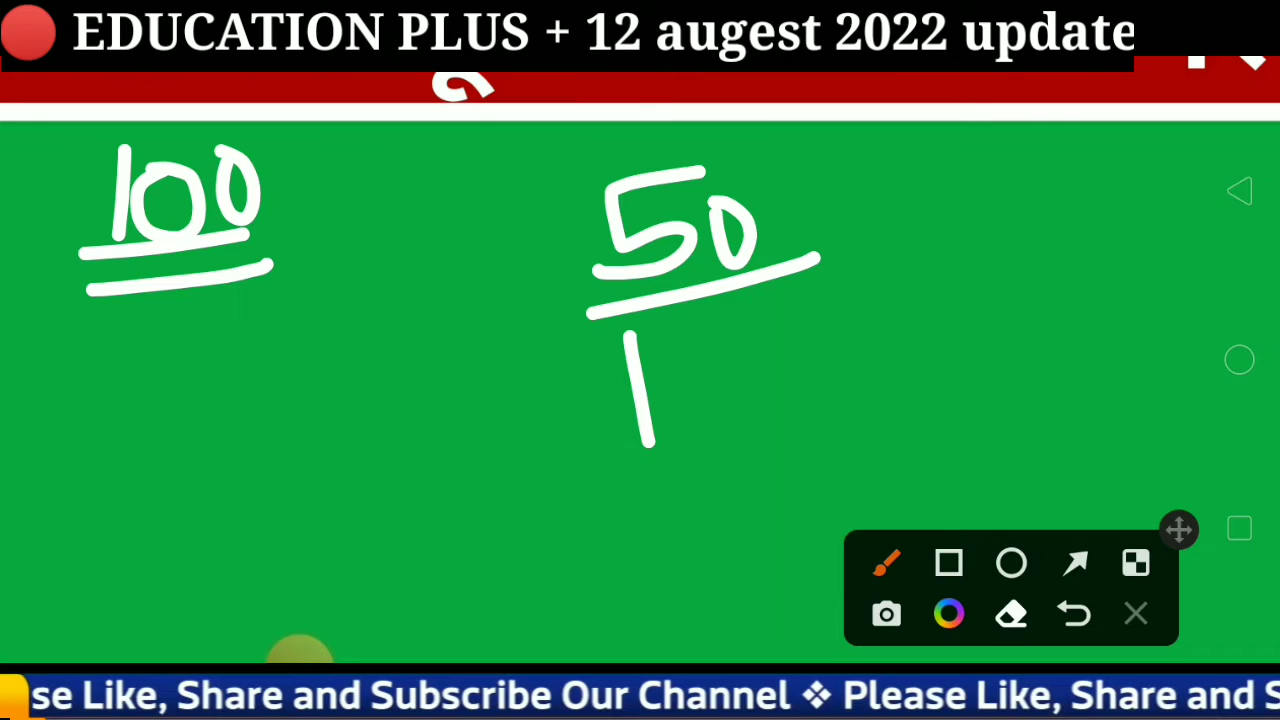 EDUCATION PLUS + 12 augest 2022 update
100
50
1
se Like, Share and Subscribe Our Channel ❖ Please Like, Share and S